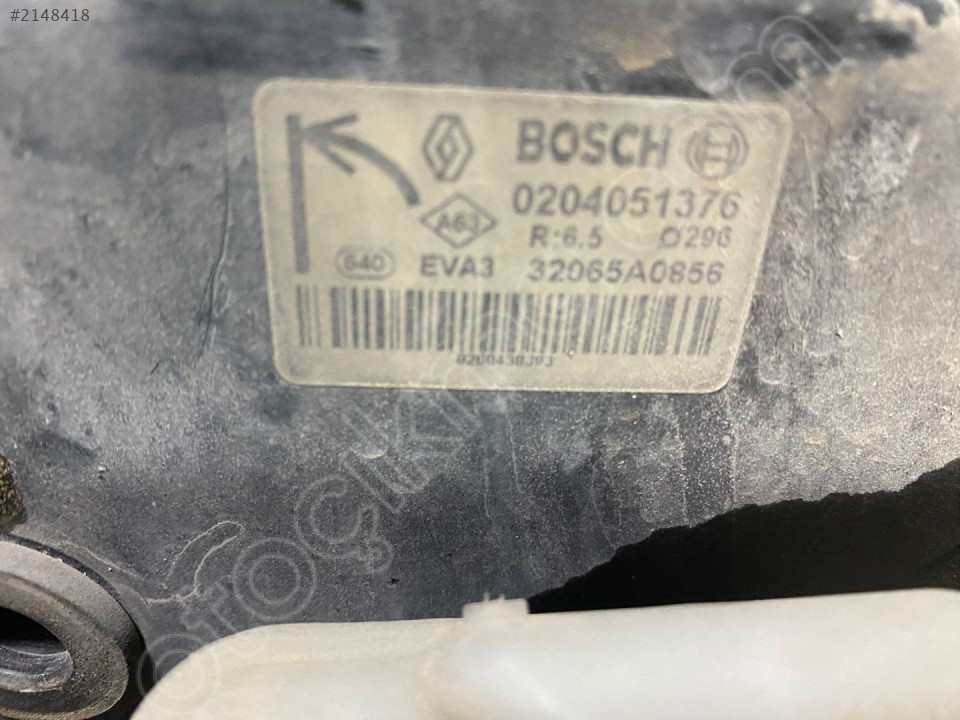 #2148418
BOSCH
0204051376
A63
R:6.5 Ø296
640 EVA3 32065A0856